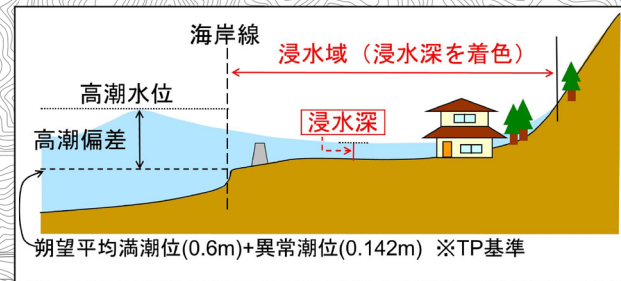 海岸線
浸水域（浸水深を着色）
高潮水位
浸水深
高潮偏差
朔望平均満潮位(0.6m)+異常潮位(0.142m) ※TP基準